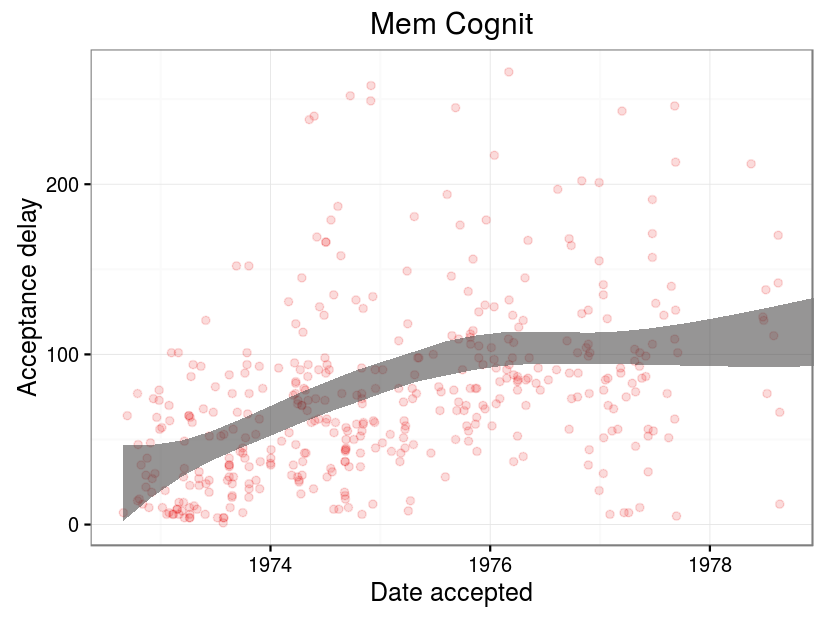 Mem Cognit
Acceptance delay
200
100
0
1974 1976 1978
Date accepted